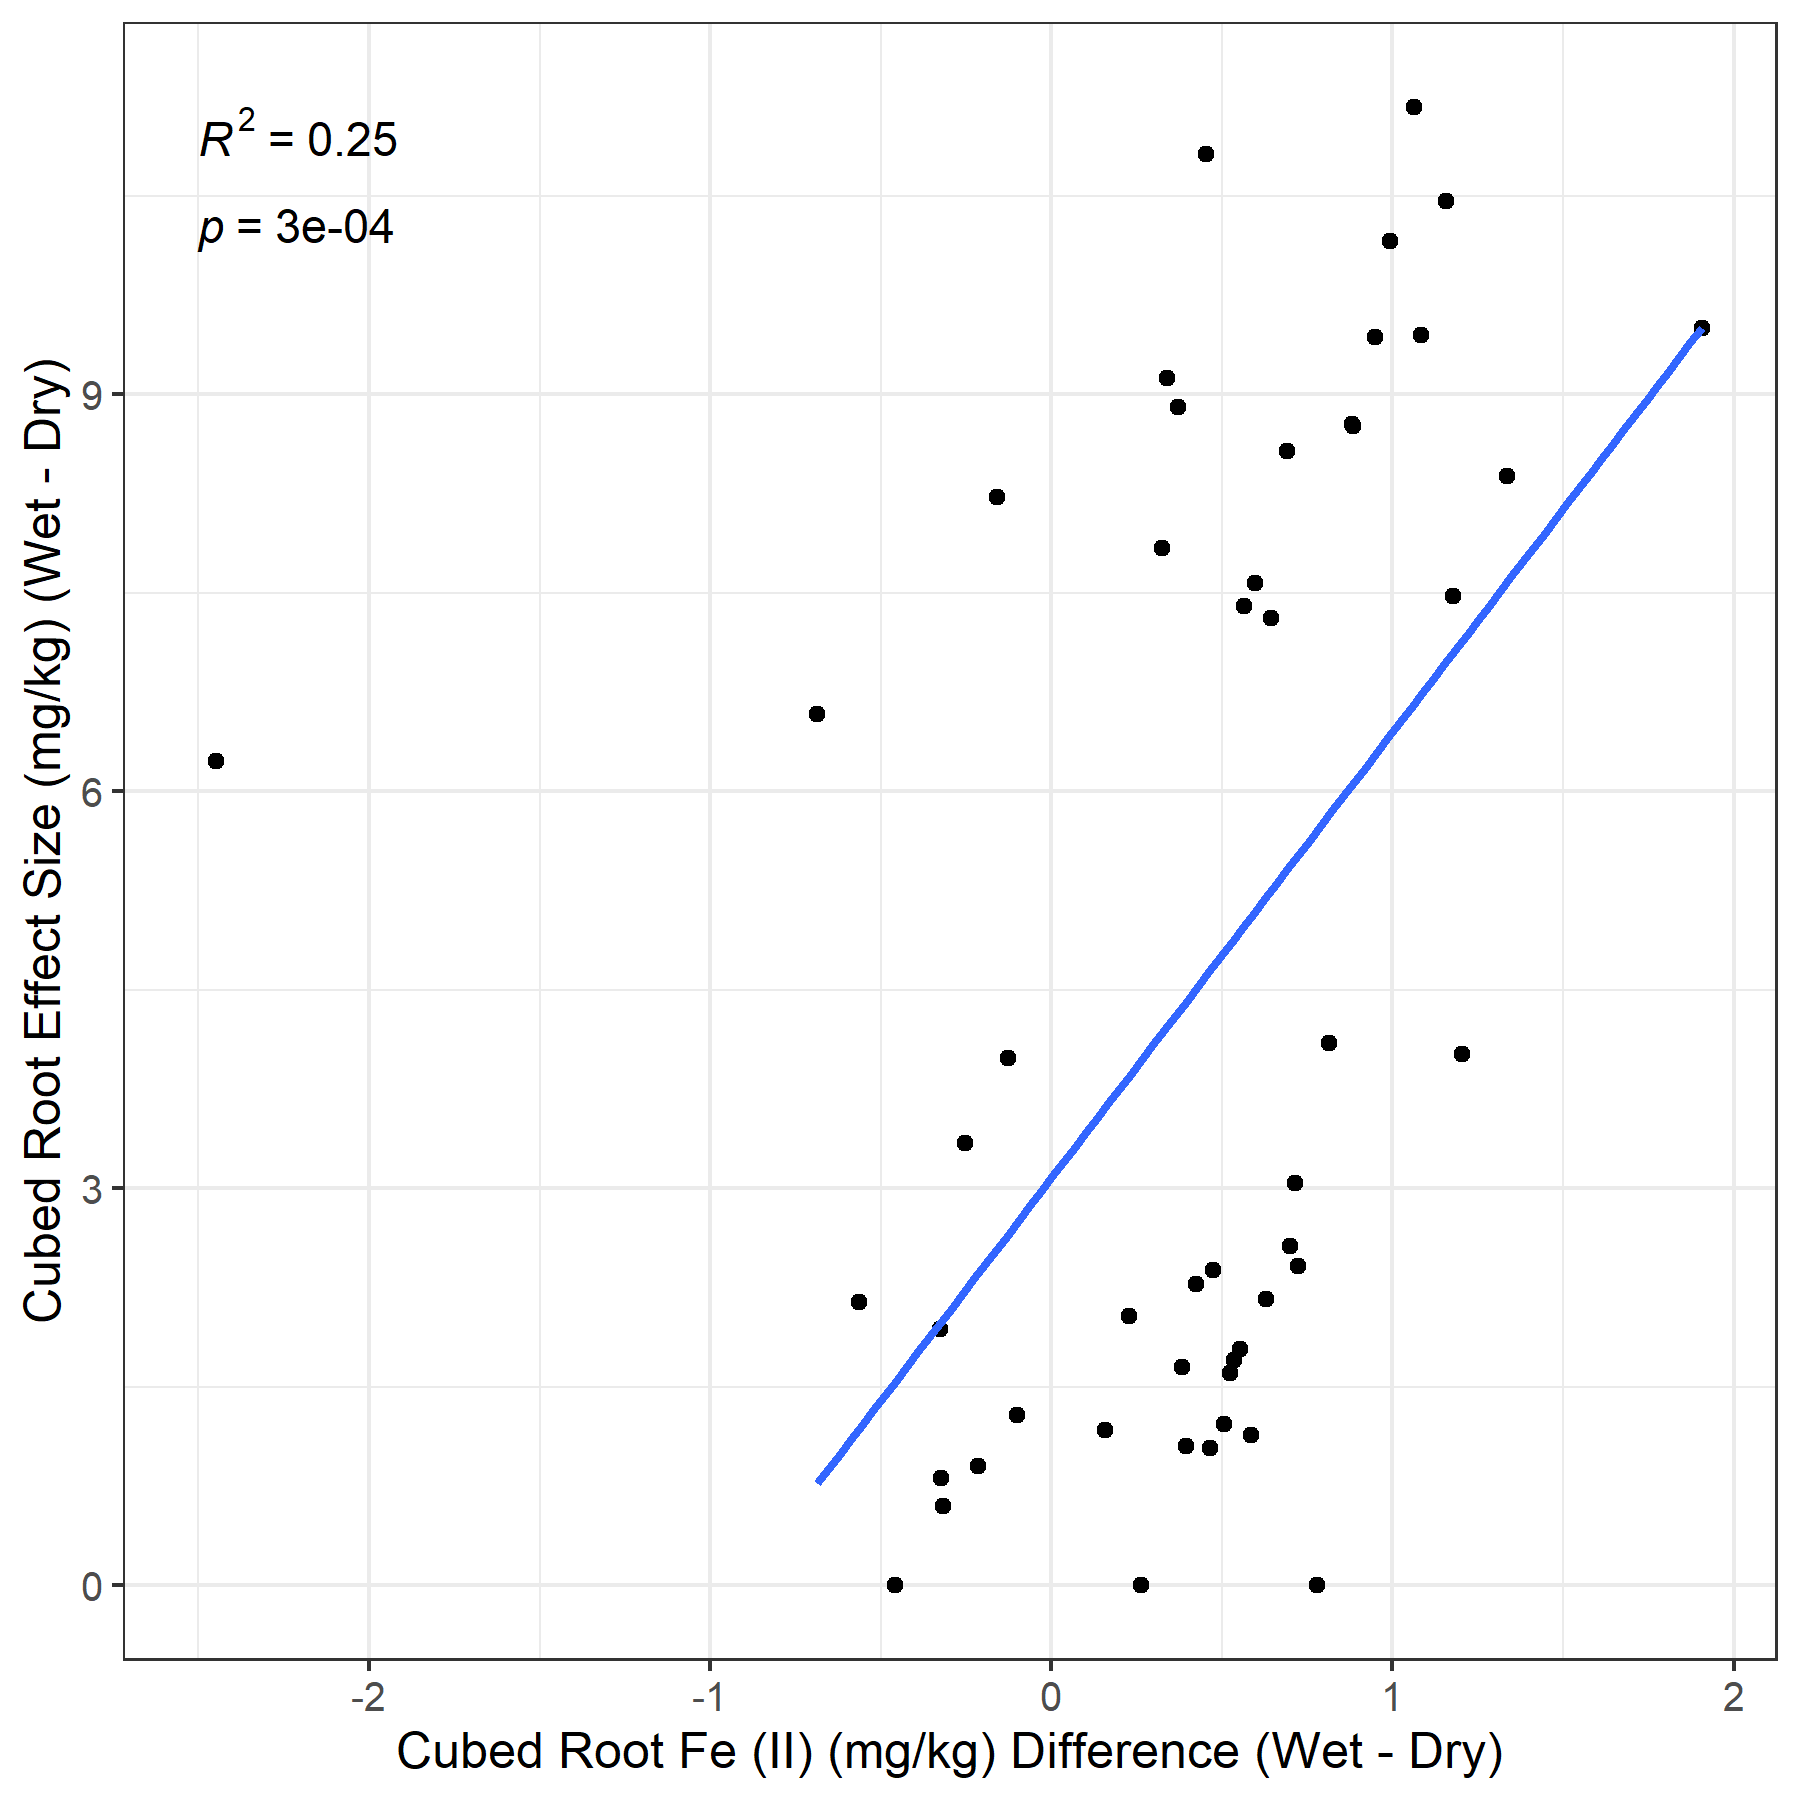 R² = 0.25
p = 3e-04
Cubed Root Effect Size (mg/kg) (Wet - Dry)
9
6
3
0
-2 -1 0 1 2
Cubed Root Fe (II) (mg/kg) Difference (Wet - Dry)